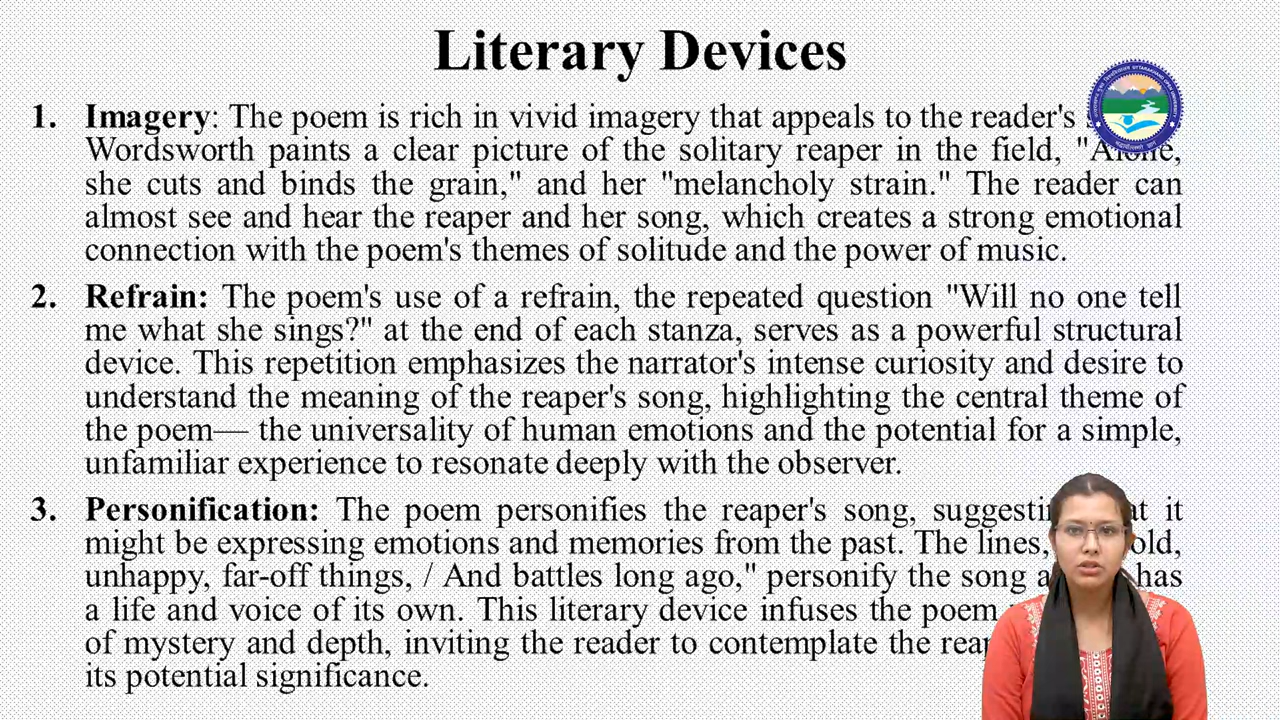 Literary Devices
1. Imagery: The poem is rich in vivid imagery that appeals to the reader's
Wordsworth paints a clear picture of the solitary reaper in the field, "Alone,
she cuts and binds the grain," and her "melancholy strain." The reader can
almost see and hear the reaper and her song, which creates a strong emotional
connection with the poem's themes of solitude and the power of music.
2. Refrain: The poem's use of a refrain, the repeated question "Will no one tell
me what she sings?" at the end of each stanza, serves as a powerful structural
device. This repetition emphasizes the narrator's intense curiosity and desire to
understand the meaning of the reaper's song, highlighting the central theme of
the poem— the universality of human emotions and the potential for a simple,
unfamiliar experience to resonate deeply with the observer.
3. Personification: The poem personifies the reaper's song, it
might be expressing emotions and memories from the past. The lines, old,
unhappy, far-off things, / And battles long ago," personify the song has
a life and voice of its own. This literary device infuses the poem
of mystery and depth, inviting the reader to contemplate the
its potential significance.